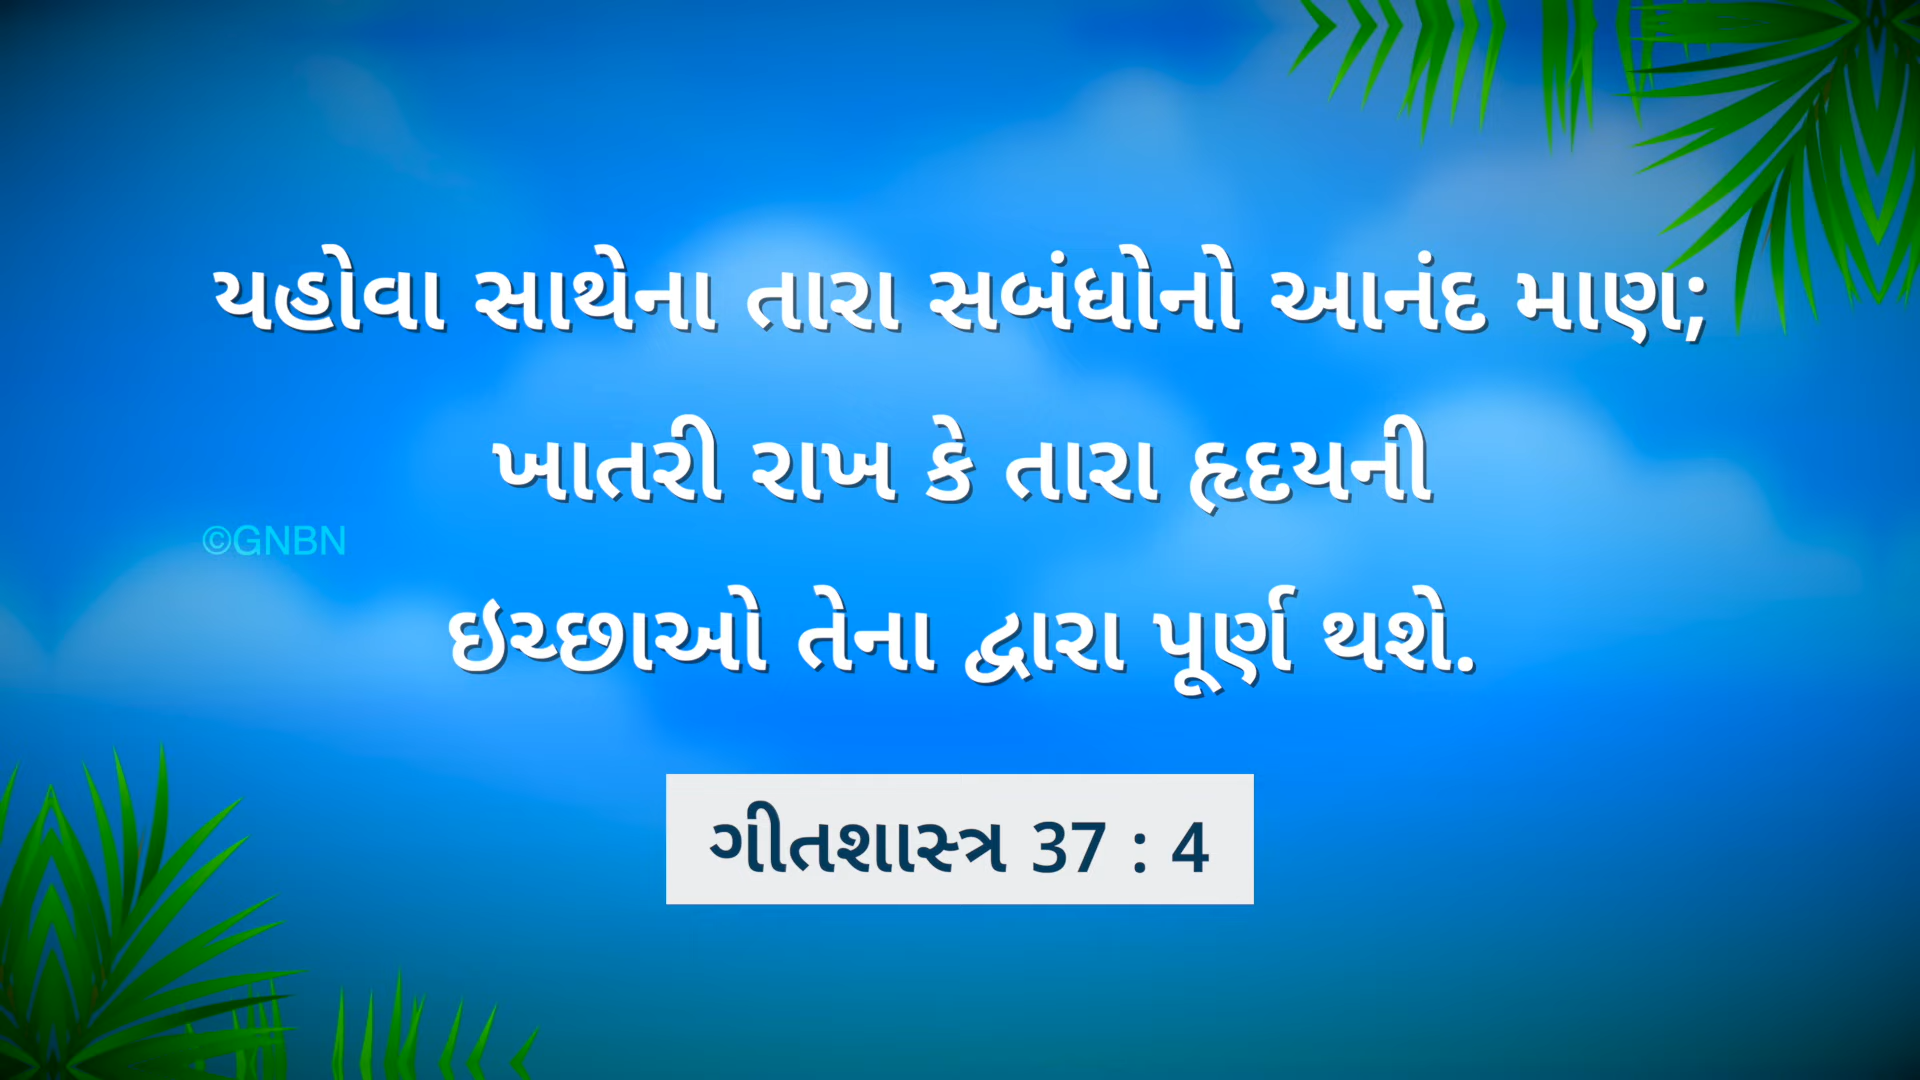 યહોવા સાથેના તારા સબંધોનો આનંદ માણ;
ખાતરી રાખ કે તારા હૃદયની
©GNBN
ઇચ્છાઓ તેના દ્વારા પૂર્ણ થશે.
ગીતશાસ્ત્ર 37 : 4